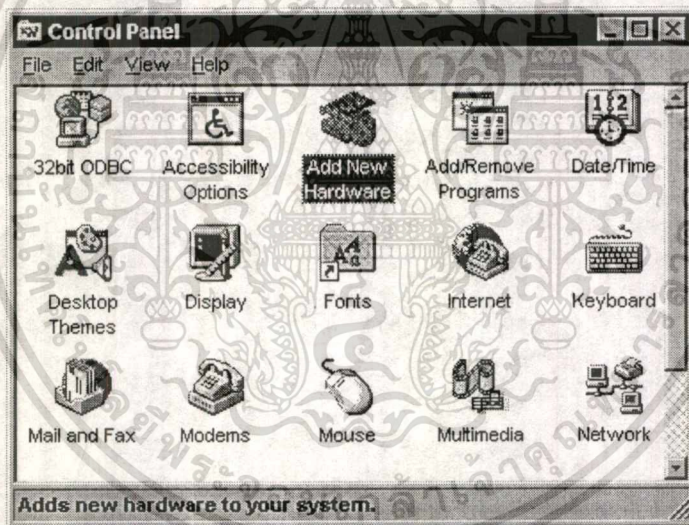 Control Panel
File Edit View Help
32bit ODBC
Accessibility Options
Add New Hardware
Add/Remove Programs
Date/Time
Desktop Themes
Display
Fonts
Internet
Keyboard
Mail and Fax
Modems
Mouse
Multimedia
Network
Adds new hardware to your system.